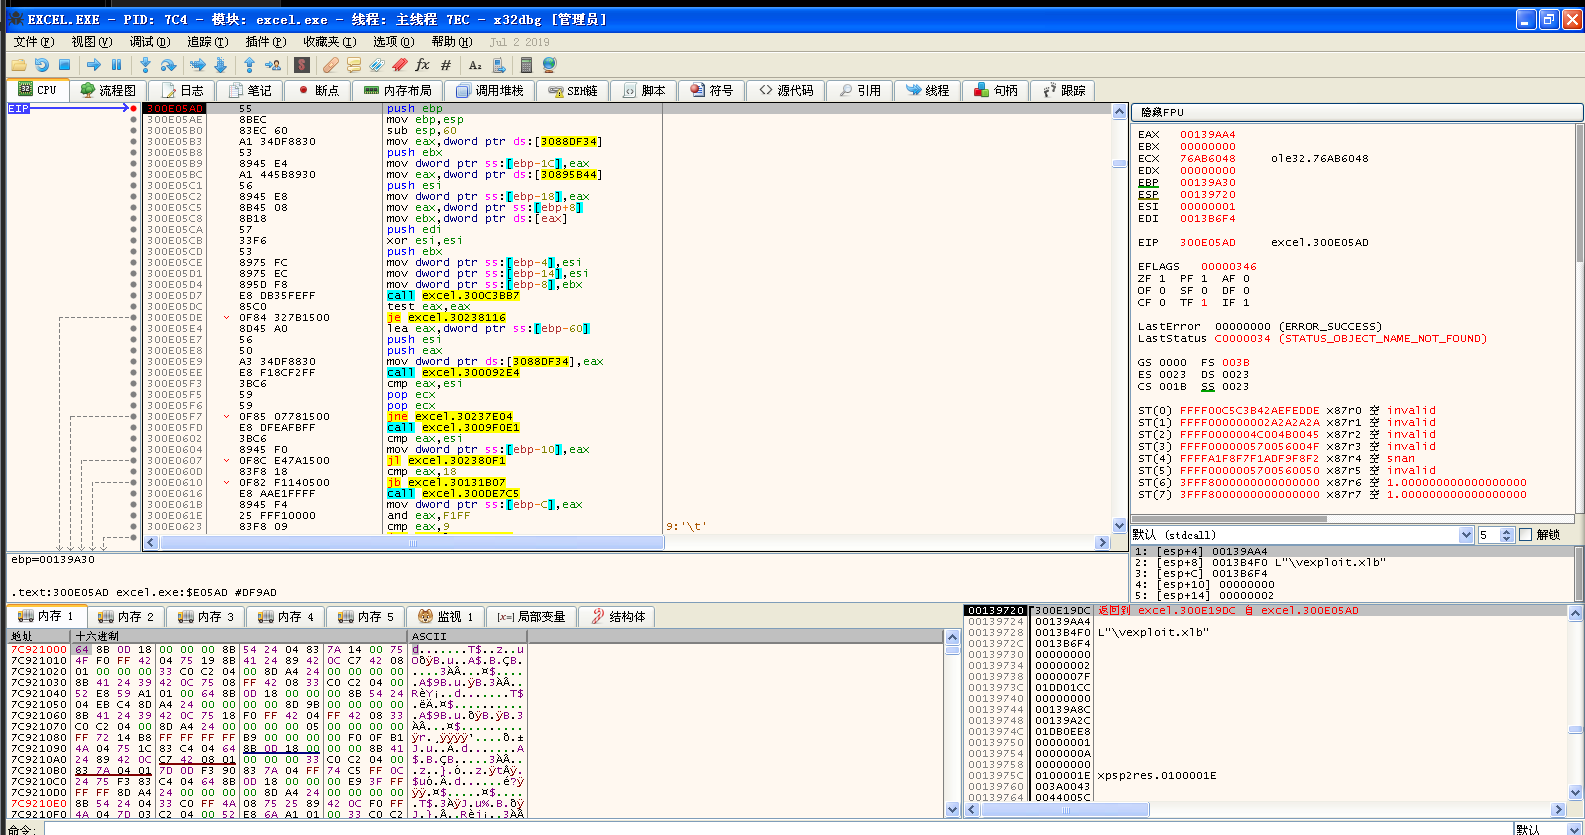 EXCEL.EXE - PID: 7C4 - 模块: excel.exe - 线程: 主线程 7EC - x32dbg [管理员]
文件(F) 视图(V) 调试(D) 追踪(T) 插件(P) 收藏夹(I) 选项(O) 帮助(H) Jul 2 2019
CPU 流程图 日志 笔记 断点 内存布局 调用堆栈 SEH链 脚本 符号 源代码 引用 线程 句柄 跟踪
EIP
300E05AD 55 push ebp
300E05AE 8BEC mov ebp,esp
300E05B0 83EC 60 sub esp,60
300E05B3 A1 34DF8830 mov eax,dword ptr ds:[3088DF34]
300E05B8 53 push ebx
300E05B9 8945 E4 mov dword ptr ss:[ebp-1C],eax
300E05BC A1 445B8930 mov eax,dword ptr ds:[30895B44]
300E05C1 56 push esi
300E05C2 8945 E8 mov dword ptr ss:[ebp-18],eax
300E05C5 8B45 08 mov eax,dword ptr ss:[ebp+8]
300E05C8 8B18 mov ebx,dword ptr ds:[eax]
300E05CA 57 push edi
300E05CB 33F6 xor esi,esi
300E05CD 53 push ebx
300E05CE 8975 FC mov dword ptr ss:[ebp-4],esi
300E05D1 8975 EC mov dword ptr ss:[ebp-14],esi
300E05D4 895D F8 mov dword ptr ss:[ebp-8],ebx
300E05D7 E8 DB35FEFF call excel.300C3BB7
300E05DC 85C0 test eax,eax
300E05DE 0F84 327B1500 je excel.30238116
300E05E4 8D45 A0 lea eax,dword ptr ss:[ebp-60]
300E05E7 56 push esi
300E05E8 50 push eax
300E05E9 A3 34DF8830 mov dword ptr ds:[3088DF34],eax
300E05EE E8 F18CF2FF call excel.300092E4
300E05F3 3BC6 cmp eax,esi
300E05F5 59 pop ecx
300E05F6 59 pop ecx
300E05F7 0F85 07781500 jne excel.30237E04
300E05FD E8 DFEAFBFF call excel.3009F0E1
300E0602 3BC6 cmp eax,esi
300E0604 8945 F0 mov dword ptr ss:[ebp-10],eax
300E0607 0F8C E47A1500 jl excel.302380F1
300E060D 83F8 18 cmp eax,18
300E0610 0F82 F1140500 jb excel.30131B07
300E0616 E8 AAE1FFFF call excel.300DE7C5
300E061B 8945 F4 mov dword ptr ss:[ebp-C],eax
300E061E 25 FFF10000 and eax,F1FF
300E0623 83F8 09 cmp eax,9 9:'\t'
隐藏FPU
EAX 00139AA4
EBX 00000000
ECX 76AB6048 ole32.76AB6048
EDX 00000000
EBP 00139A30
ESP 00139720
ESI 00000001
EDI 0013B6F4
EIP 300E05AD excel.300E05AD
EFLAGS 00000346
ZF 1 PF 1 AF 0
OF 0 SF 0 DF 0
CF 0 TF 1 IF 1
LastError 00000000 (ERROR_SUCCESS)
LastStatus C0000034 (STATUS_OBJECT_NAME_NOT_FOUND)
GS 0000 FS 003B
ES 0023 DS 0023
CS 001B SS 0023
ST(0) FFFF00C5C3B42AEFEDDE x87r0 空 invalid
ST(1) FFFF000000002A2A2A2A x87r1 空 invalid
ST(2) FFFF0000004C004B0045 x87r2 空 invalid
ST(3) FFFF000000570056004F x87r3 空 invalid
ST(4) FFFFA1F8F7F1ADF9F8F2 x87r4 空 snan
ST(5) FFFF0000005700560050 x87r5 空 invalid
ST(6) 3FFF8000000000000000 x87r6 空 1.000000000000000000
ST(7) 3FFF8000000000000000 x87r7 空 1.000000000000000000
默认 (stdcall) 5 解锁
1: [esp+4] 00139AA4
2: [esp+8] 0013B4F0 L"\vexploit.xlb"
3: [esp+C] 0013B6F4
4: [esp+10] 00000000
5: [esp+14] 00000002
ebp=00139A30
.text:300E05AD excel.exe:$E05AD #DF9AD
内存 1 内存 2 内存 3 内存 4 内存 5 监视 1 [x=] 局部变量 结构体
地址 十六进制 ASCII
7C921000 64 8B 0D 18 00 00 00 8B 54 24 04 83 7A 14 00 75 d.......T$..z..u
7C921010 4F F0 FF 42 04 75 19 8B 41 24 89 42 0C C7 42 08 OðÿB.u..A$.B.ÇB.
7C921020 01 00 00 00 33 C0 C2 04 00 8D A4 24 00 00 00 00 ....3ÀÂ...¤$....
7C921030 8B 41 24 39 42 0C 75 08 FF 42 08 33 C0 C2 04 00 .A$9B.u.ÿB.3ÀÂ..
7C921040 52 E8 59 A1 01 00 64 8B 0D 18 00 00 00 8B 54 24 RèY¡..d.......T$
7C921050 04 EB C4 8D A4 24 00 00 00 00 8D 9B 00 00 00 00 .ëÄ.¤$..........
7C921060 8B 41 24 39 42 0C 75 18 F0 FF 42 04 FF 42 08 33 .A$9B.u.ðÿB.ÿB.3
7C921070 C0 C2 04 00 8D A4 24 00 00 00 00 05 00 00 00 00 ÀÂ...¤$.........
7C921080 FF 72 14 B8 FF FF FF FF B9 00 00 00 00 F0 0F B1
7C921090 4A 04 75 1C 83 C4 04 64 8B 0D 18 00 00 00 8B 41 J.u..Ä.d.......A
7C9210A0 24 89 42 0C C7 42 08 01 00 00 00 33 C0 C2 04 00 $.B.ÇB.....3ÀÂ..
7C9210B0 83 7A 04 01 7D 0D F3 90 83 7A 04 FF 74 C5 FF 0C .z..}.ó..z.ÿtÅÿ.
7C9210C0 24 75 F3 83 C4 04 64 8B 0D 18 00 00 00 E9 3F FF $uó.Ä.d......é?ÿ
7C9210D0 FF FF 8D A4 24 00 00 00 00 8D A4 24 00 00 00 00 ÿÿ.¤$.....¤$....
7C9210E0 8B 54 24 04 33 C0 FF 4A 08 75 25 89 42 0C F0 FF .T$.3ÀÿJ.u%.B.ðÿ
7C9210F0 4A 04 7D 03 C2 04 00 52 E8 6A A1 01 00 33 C0 C2 J.}.Â..Rèj¡..3ÀÂ
00139720 300E19DC 返回到 excel.300E19DC 自 excel.300E05AD
00139724 00139AA4
00139728 0013B4F0 L"\vexploit.xlb"
0013972C 0013B6F4
00139730 00000000
00139734 00000002
00139738 0000007F
0013973C 01DD01CC
00139740 00000000
00139744 00139A8C
00139748 00139A2C
0013974C 01DB0EE8
00139750 00000001
00139754 0000000A
00139758 00000000
0013975C 0100001E xpsp2res.0100001E
00139760 003A0043
00139764 0044005C
命令: 默认